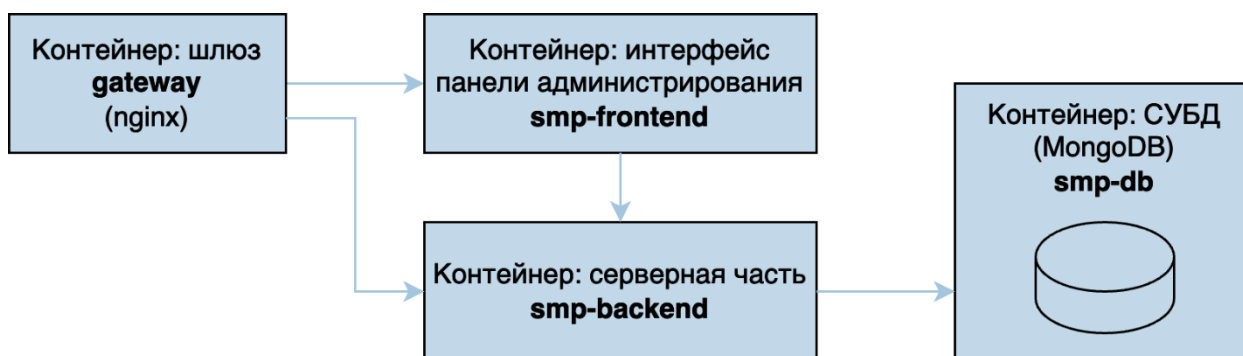 Контейнер: шлюз
gateway
(nginx)
Контейнер: интерфейс
панели администрирования
smp-frontend
Контейнер: серверная часть
smp-backend
Контейнер: СУБД
(MongoDB)
smp-db